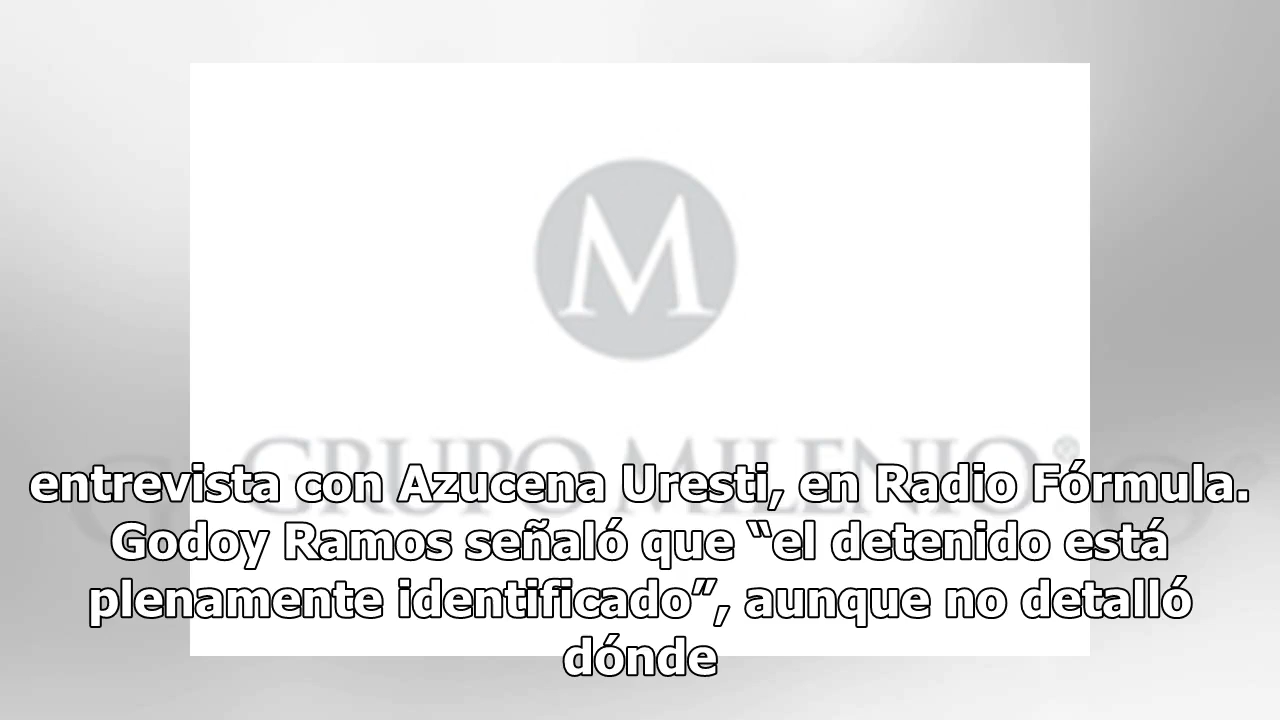 M
GRUPO MILENIO®
entrevista con Azucena Uresti, en Radio Fórmula.
Godoy Ramos señaló que “el detenido está
plenamente identificado”, aunque no detalló
dónde